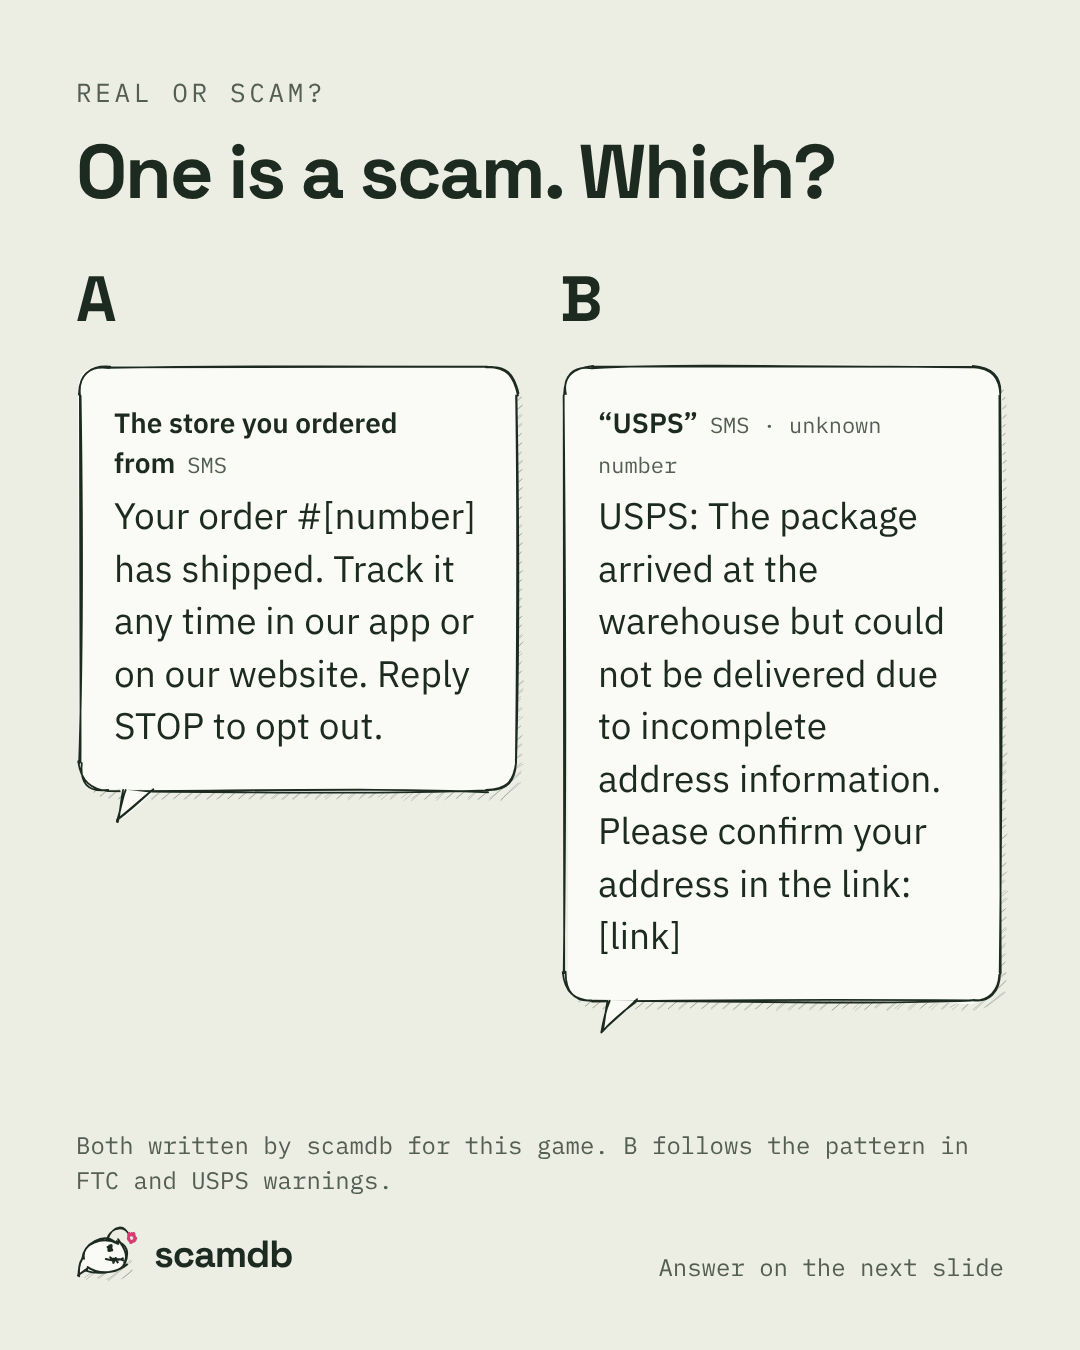 REAL OR SCAM?
One is a scam. Which?
A
The store you ordered
from SMS
Your order #[number]
has shipped. Track it
any time in our app or
on our website. Reply
STOP to opt out.
B
“USPS” SMS · unknown
number
USPS: The package
arrived at the
warehouse but could
not be delivered due
to incomplete
address information.
Please confirm your
address in the link:
[link]
Both written by scamdb for this game. B follows the pattern in
FTC and USPS warnings.
scamdb
Answer on the next slide